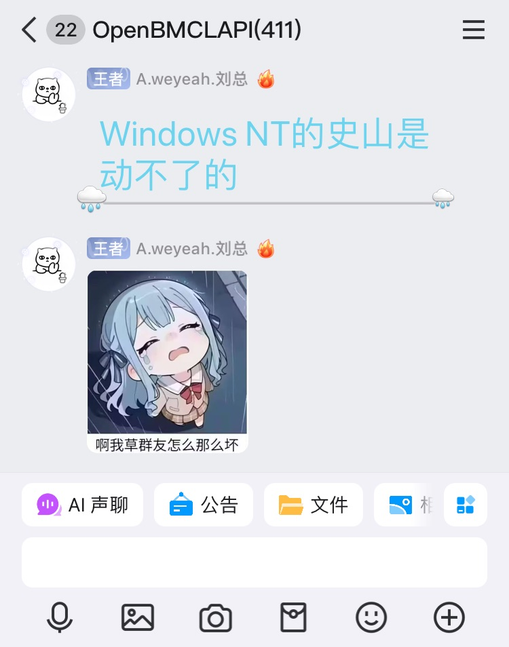 22 OpenBMCLAPI(411)
王者 A.weyeah.刘总
Windows NT的史山是
动不了的
王者 A.weyeah.刘总
啊我草群友怎么那么坏
AI 声聊 公告 文件